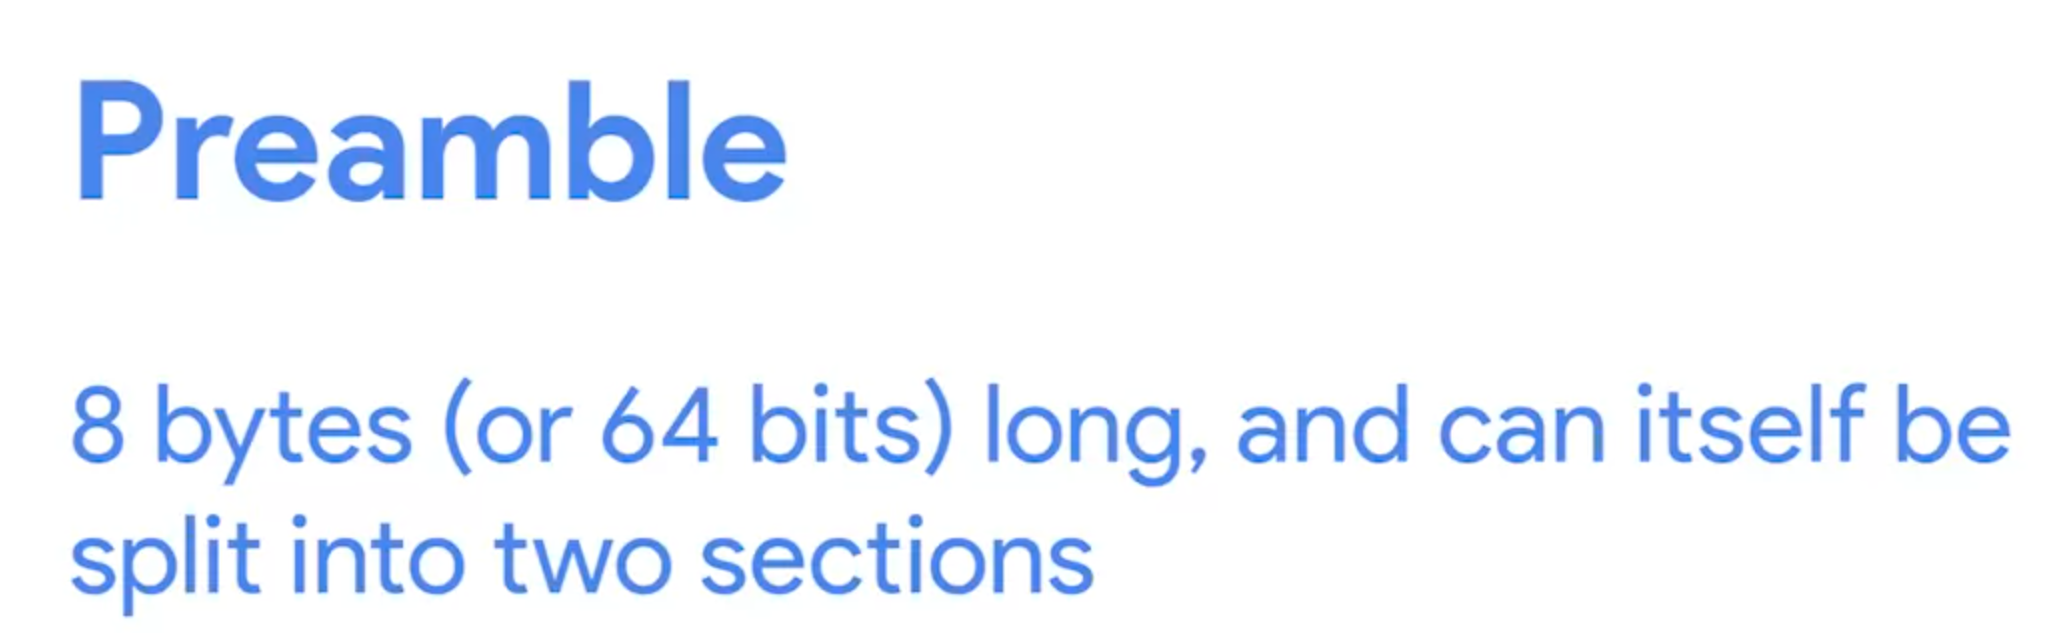 Preamble
8 bytes (or 64 bits) long, and can itself be
split into two sections